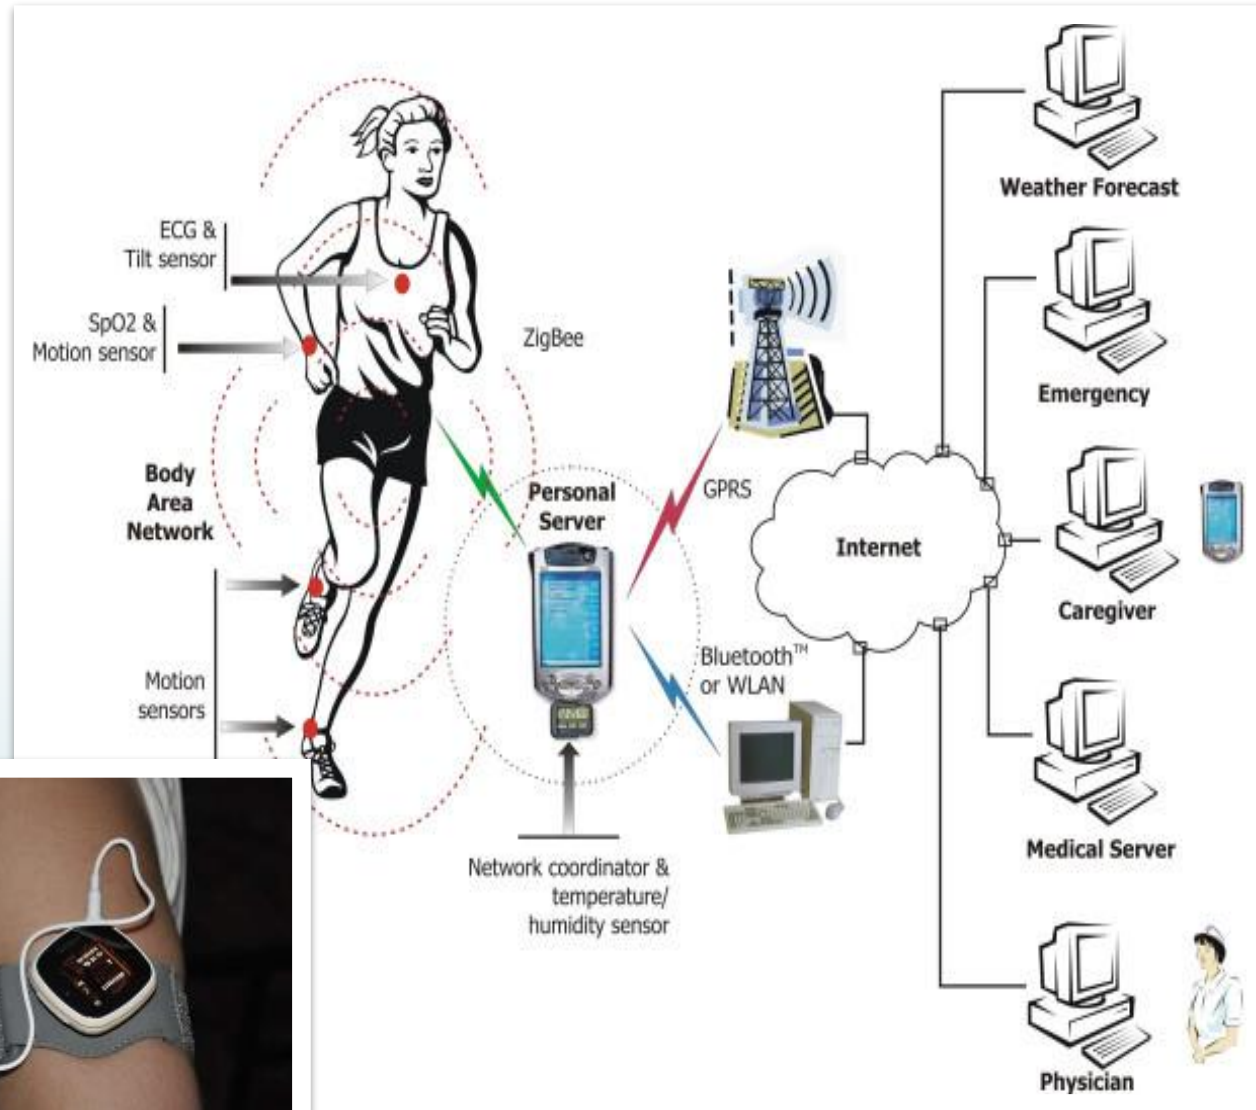 Weather Forecast
ECG &
Tilt sensor
SpO2 &
Motion sensor
ZigBee
Emergency
Body
Area
Network
Personal
Server
GPRS
Internet
Caregiver
Motion
sensors
Bluetooth™
or WLAN
Network coordinator &
temperature/
humidity sensor
Medical Server
Physician